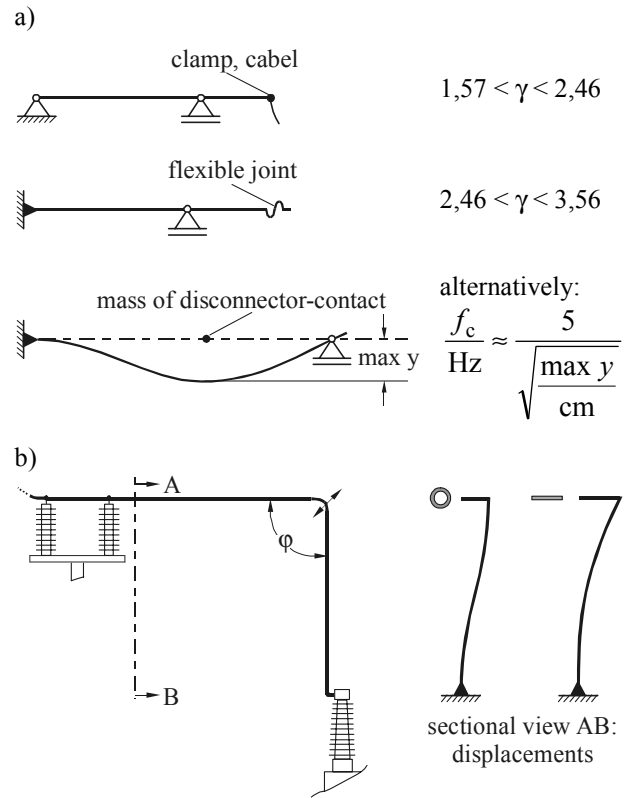 a)
clamp, cabel
1,57 < γ < 2,46
flexible joint
2,46 < γ < 3,56
mass of disconnector-contact
max y
alternatively:
f_c / Hz ≈ 5 / √(max y / cm)
b)
A
φ
B
sectional view AB:
displacements